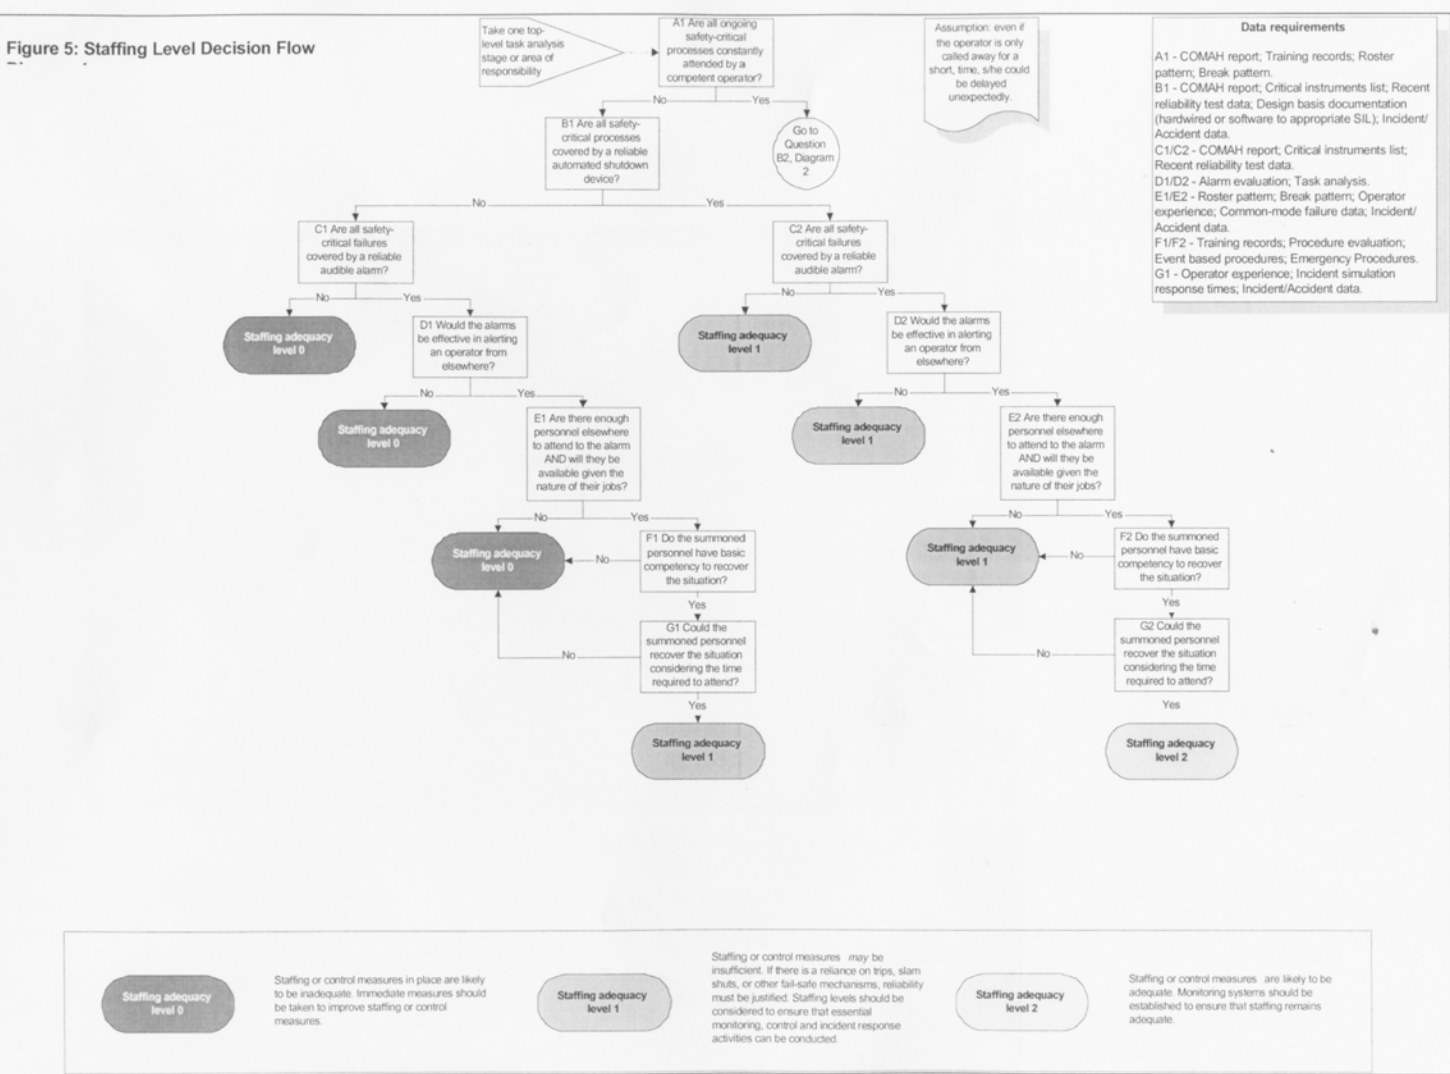 Figure 5: Staffing Level Decision Flow
Take one top-
level task analysis
stage or area of
responsibility
A1 Are all ongoing
safety-critical
processes constantly
attended by a
competent operator?
Assumption: even if
the operator is only
called away for a
short, time, s/he could
be delayed
unexpectedly.
Data requirements
A1 - COMAH report; Training records; Roster
pattern; Break pattern.
B1 - COMAH report; Critical instruments list; Recent
reliability test data; Design basis documentation
(hardwired or software to appropriate SIL); Incident/
Accident data.
C1/C2 - COMAH report; Critical instruments list;
Recent reliability test data.
D1/D2 - Alarm evaluation; Task analysis.
E1/E2 - Roster pattern; Break pattern; Operator
experience; Common-mode failure data; Incident/
Accident data.
F1/F2 - Training records; Procedure evaluation;
Event based procedures; Emergency Procedures.
G1 - Operator experience; Incident simulation
response times; Incident/Accident data.
No
Yes
B1 Are all safety-
critical processes
covered by a reliable
automated shutdown
device?
Go to
Question
B2, Diagram
2
No
Yes
C1 Are all safety-
critical failures
covered by a reliable
audible alarm?
C2 Are all safety-
critical failures
covered by a reliable
audible alarm?
No
Yes
No
Yes
Staffing adequacy
level 0
D1 Would the alarms
be effective in alerting
an operator from
elsewhere?
Staffing adequacy
level 1
D2 Would the alarms
be effective in alerting
an operator from
elsewhere?
No
Yes
No
Yes
Staffing adequacy
level 0
E1 Are there enough
personnel elsewhere
to attend to the alarm
AND will they be
available given the
nature of their jobs?
Staffing adequacy
level 1
E2 Are there enough
personnel elsewhere
to attend to the alarm
AND will they be
available given the
nature of their jobs?
No
Yes
No
Yes
Staffing adequacy
level 0
No
F1 Do the summoned
personnel have basic
competency to recover
the situation?
Staffing adequacy
level 1
No
F2 Do the summoned
personnel have basic
competency to recover
the situation?
Yes
Yes
No
G1 Could the
summoned personnel
recover the situation
considering the time
required to attend?
No
G2 Could the
summoned personnel
recover the situation
considering the time
required to attend?
Yes
Yes
Staffing adequacy
level 1
Staffing adequacy
level 2
Staffing adequacy
level 0
Staffing or control measures in place are likely
to be inadequate. Immediate measures should
be taken to improve staffing or control
measures.
Staffing adequacy
level 1
Staffing or control measures may be
insufficient. If there is a reliance on trips, slam
shuts, or other fail-safe mechanisms, reliability
must be justified. Staffing levels should be
considered to ensure that essential
monitoring, control and incident response
activities can be conducted.
Staffing adequacy
level 2
Staffing or control measures are likely to be
adequate. Monitoring systems should be
established to ensure that staffing remains
adequate.